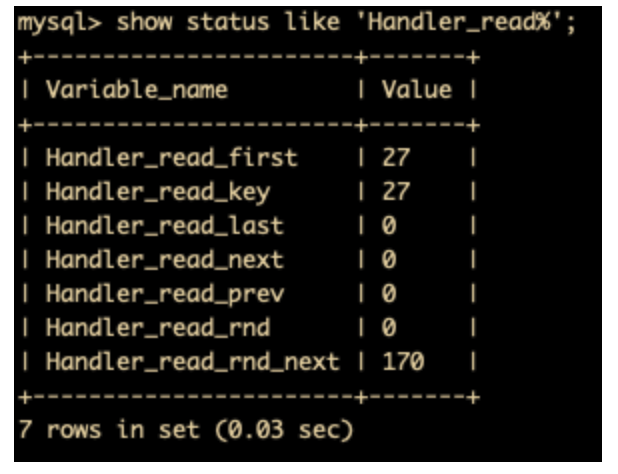 mysql> show status like 'Handler_read%';
+-----------------------+-------+
| Variable_name         | Value |
+-----------------------+-------+
| Handler_read_first    | 27    |
| Handler_read_key      | 27    |
| Handler_read_last     | 0     |
| Handler_read_next     | 0     |
| Handler_read_prev     | 0     |
| Handler_read_rnd      | 0     |
| Handler_read_rnd_next | 170   |
+-----------------------+-------+
7 rows in set (0.03 sec)